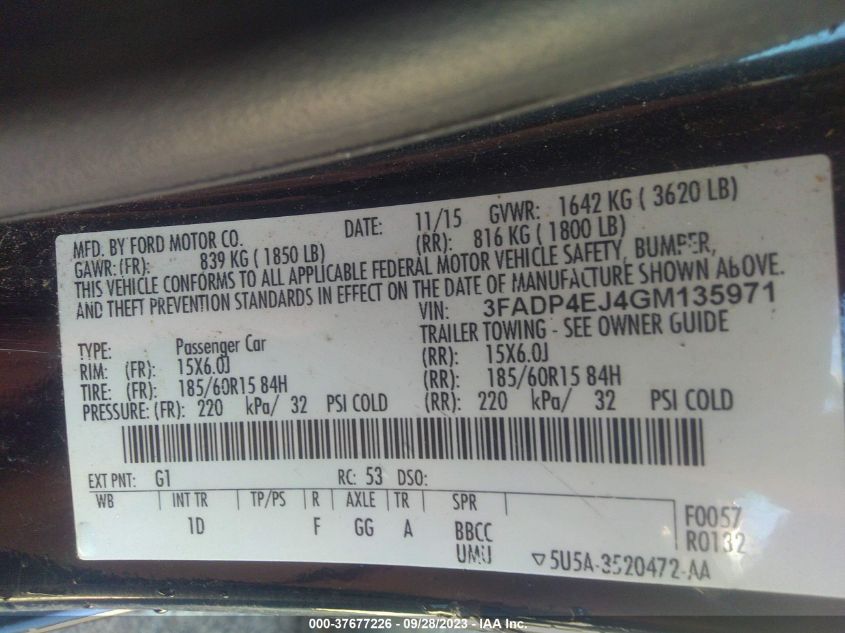 MFD. BY FORD MOTOR CO. DATE: 11/15 GVWR: 1642 KG ( 3620 LB)
GAWR: (FR): 839 KG ( 1850 LB) (RR): 816 KG ( 1800 LB)
THIS VEHICLE CONFORMS TO ALL APPLICABLE FEDERAL MOTOR VEHICLE SAFETY, BUMPER,
AND THEFT PREVENTION STANDARDS IN EFFECT ON THE DATE OF MANUFACTURE SHOWN ABOVE.
VIN: 3FADP4EJ4GM135971
TRAILER TOWING - SEE OWNER GUIDE
TYPE: Passenger Car
RIM: (FR): 15X6.0J (RR): 15X6.0J
TIRE: (FR): 185/60R15 84H (RR): 185/60R15 84H
PRESSURE: (FR): 220 kPa/ 32 PSI COLD (RR): 220 kPa/ 32 PSI COLD
EXT PNT: G1 RC: 53 DSO:
WB INT TR TP/PS R AXLE TR SPR
1D F GG A BBCC
UMU
F0057
R0132
▽5U5A-3520472-AA
000-37677226 - 09/28/2023 - IAA Inc.